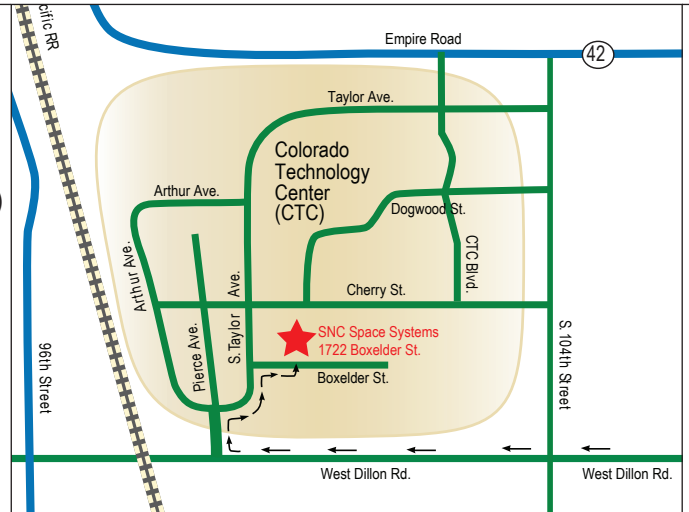 cific RR
Empire Road
42
Taylor Ave.
Colorado
Technology
Center
(CTC)
Arthur Ave.
Dogwood St.
Arthur Ave.
CTC Blvd.
S. Taylor Ave.
Cherry St.
Pierce Ave.
SNC Space Systems
1722 Boxelder St.
Boxelder St.
S. 104th Street
96th Street
West Dillon Rd.
West Dillon Rd.